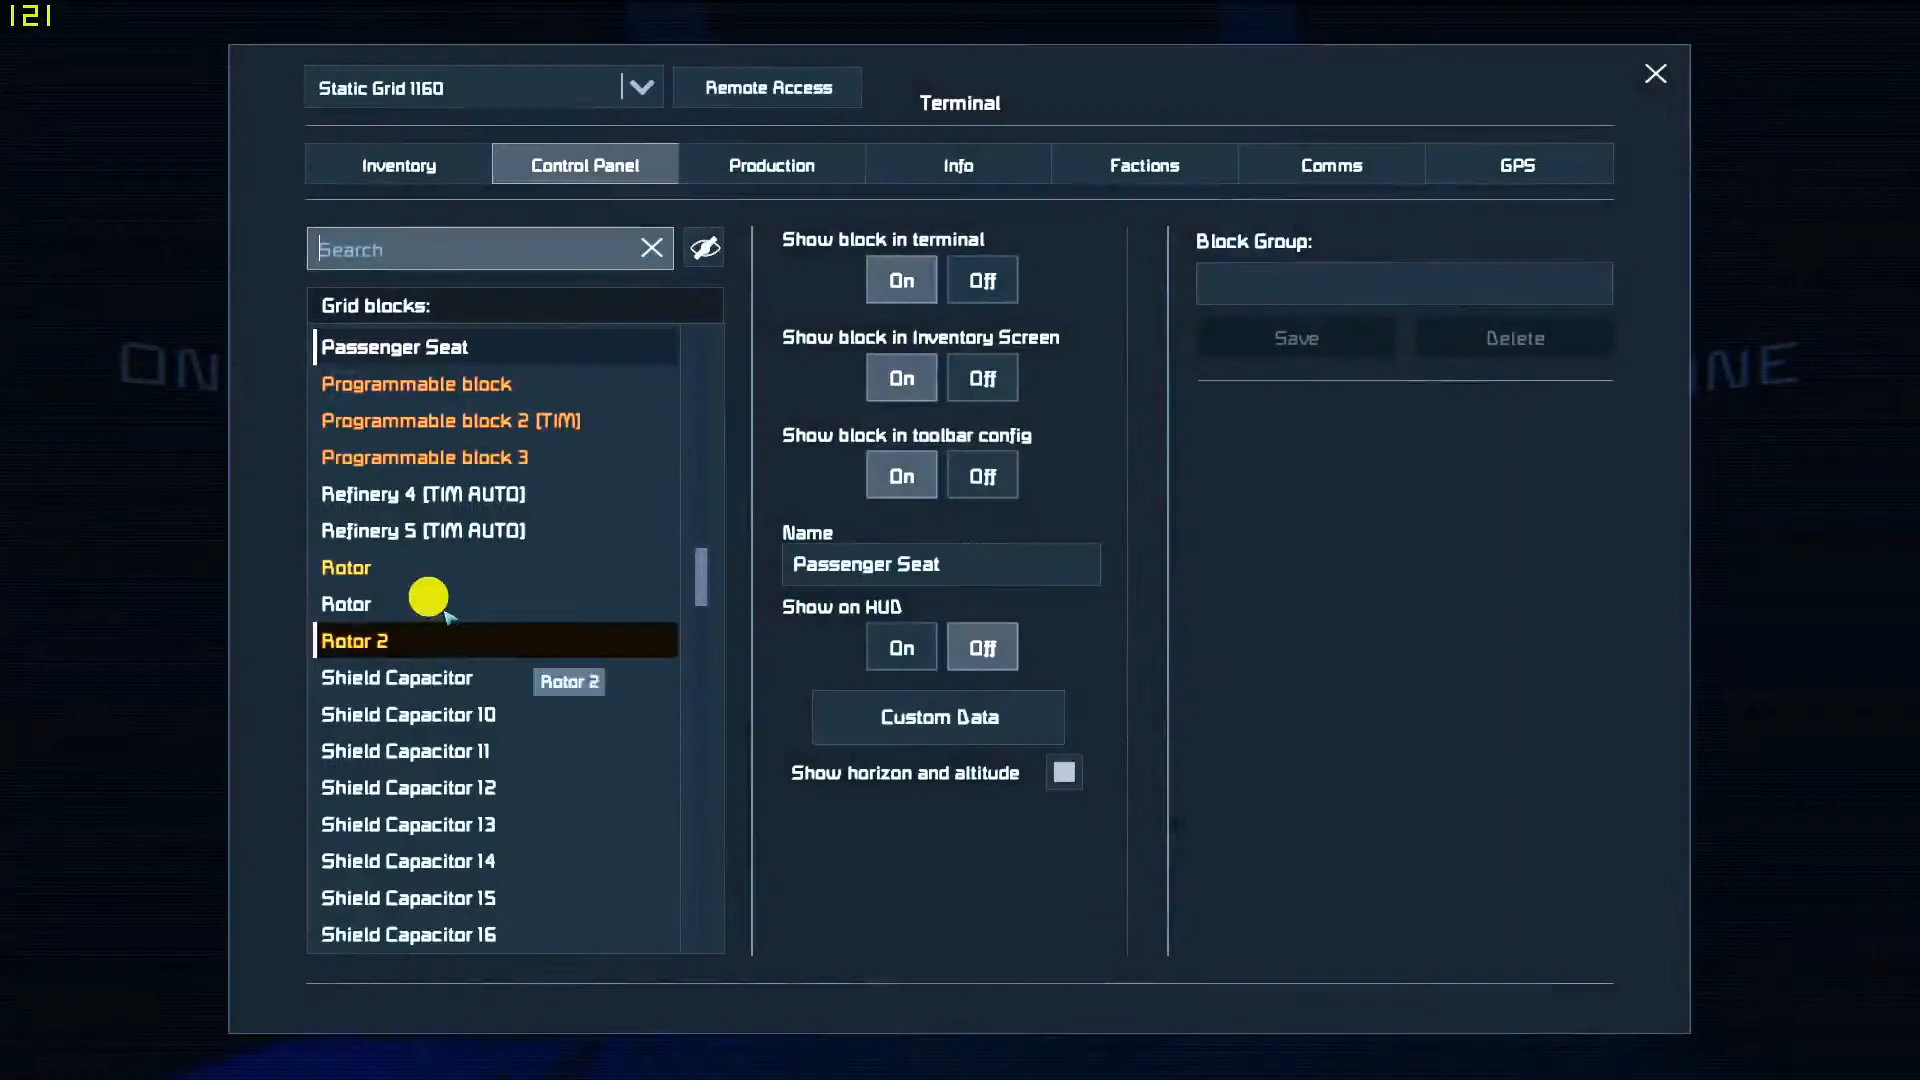 121
Static Grid 1160
Remote Access
Terminal
Inventory
Control Panel
Production
Info
Factions
Comms
GPS
Search
Grid blocks:
Passenger Seat
Programmable block
Programmable block 2 [TIM]
Programmable block 3
Refinery 4 [TIM AUTO]
Refinery 5 [TIM AUTO]
Rotor
Rotor
Rotor 2
Shield Capacitor
Rotor 2
Shield Capacitor 10
Shield Capacitor 11
Shield Capacitor 12
Shield Capacitor 13
Shield Capacitor 14
Shield Capacitor 15
Shield Capacitor 16
Show block in terminal
On Off
Show block in Inventory Screen
On Off
Show block in toolbar config
On Off
Name
Passenger Seat
Show on HUD
On Off
Custom Data
Show horizon and altitude
Block Group:
Save Delete